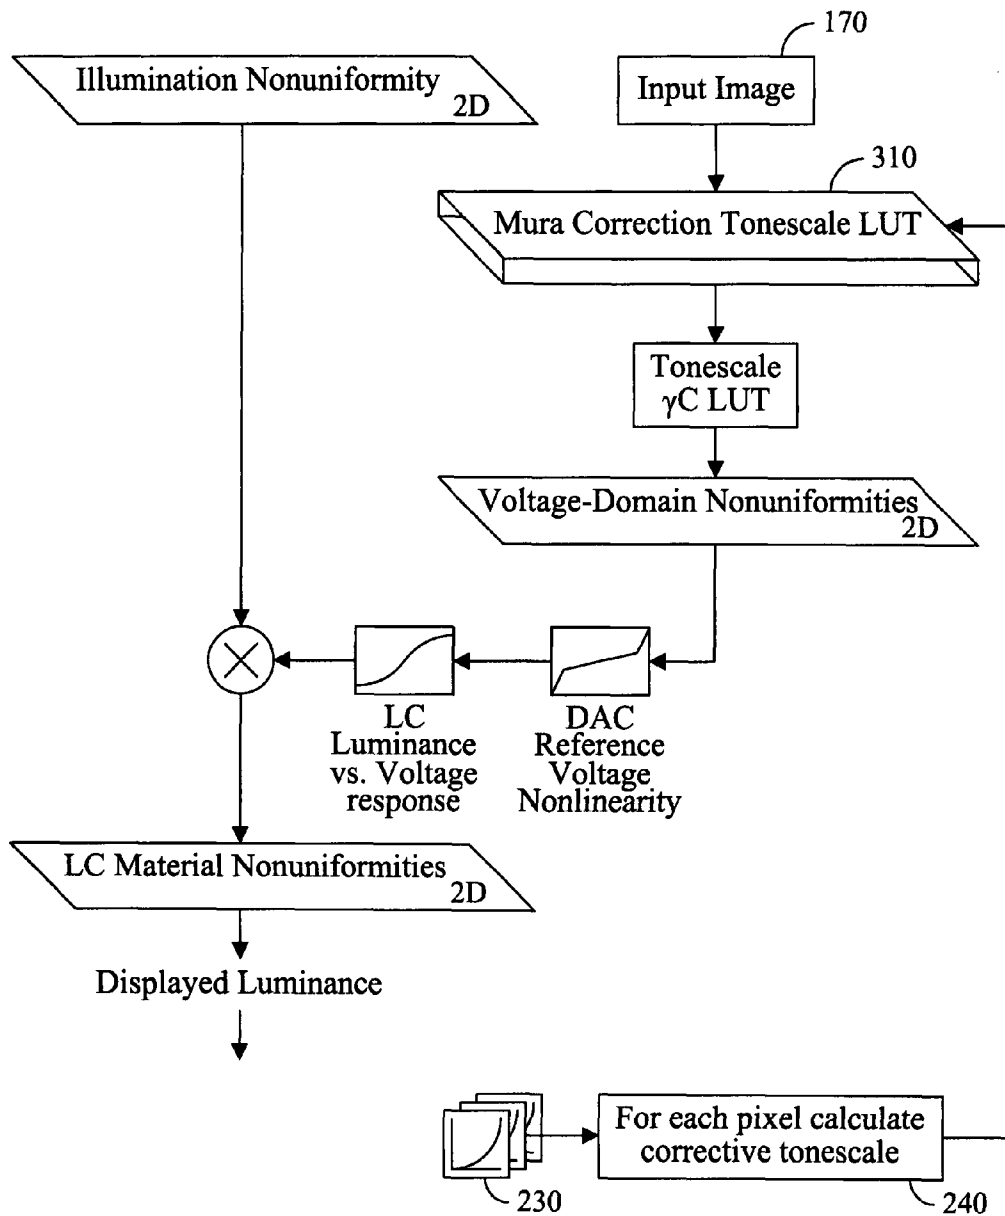 170
Illumination Nonuniformity
2D
Input Image
310
Mura Correction Tonescale LUT
Tonescale
γC LUT
Voltage-Domain Nonuniformities
2D
LC
Luminance
vs. Voltage
response
DAC
Reference
Voltage
Nonlinearity
LC Material Nonuniformities
2D
Displayed Luminance
For each pixel calculate
corrective tonescale
230
240